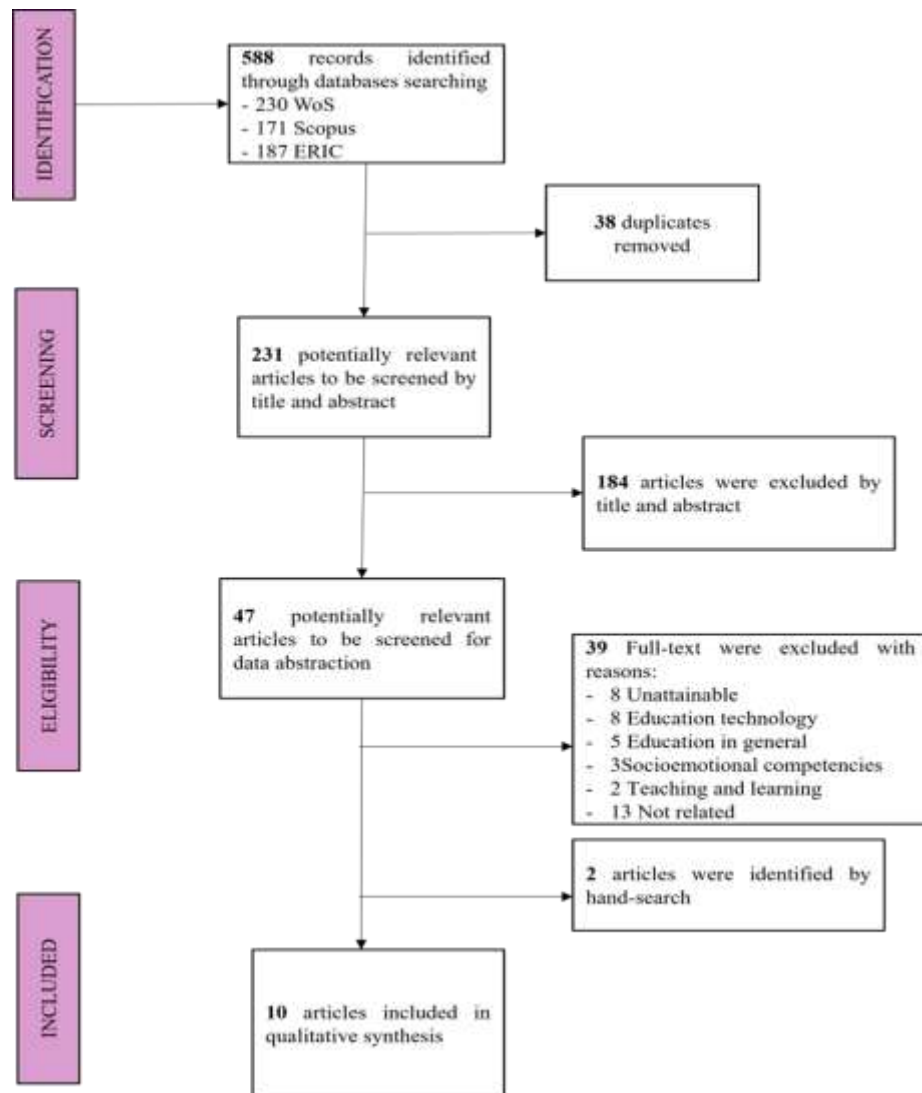 IDENTIFICATION
588 records identified
through databases searching
- 230 WoS
- 171 Scopus
- 187 ERIC
38 duplicates
removed
SCREENING
231 potentially relevant
articles to be screened by
title and abstract
184 articles were excluded by
title and abstract
ELIGIBILITY
47 potentially relevant
articles to be screened for
data abstraction
39 Full-text were excluded with
reasons:
- 8 Unattainable
- 8 Education technology
- 5 Education in general
- 3Socioemotional competencies
- 2 Teaching and learning
- 13 Not related
2 articles were identified by
hand-search
INCLUDED
10 articles included in
qualitative synthesis